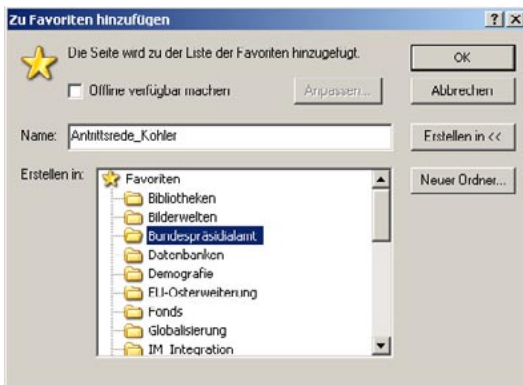 Zu Favoriten hinzufügen
Die Seite wird zu der Liste der Favoriten hinzugefügt.
OK
Offline verfügbar machen
Anpassen...
Abbrechen
Name:
Antrittsrede_Kohler
Erstellen in <<
Erstellen in:
Favoriten
Neuer Ordner...
Bibliotheken
Bilderwelten
Bundespräsidialamt
Datenbanken
Demografie
EU-Osterweiterung
Fonds
Globalisierung
IM_Integration